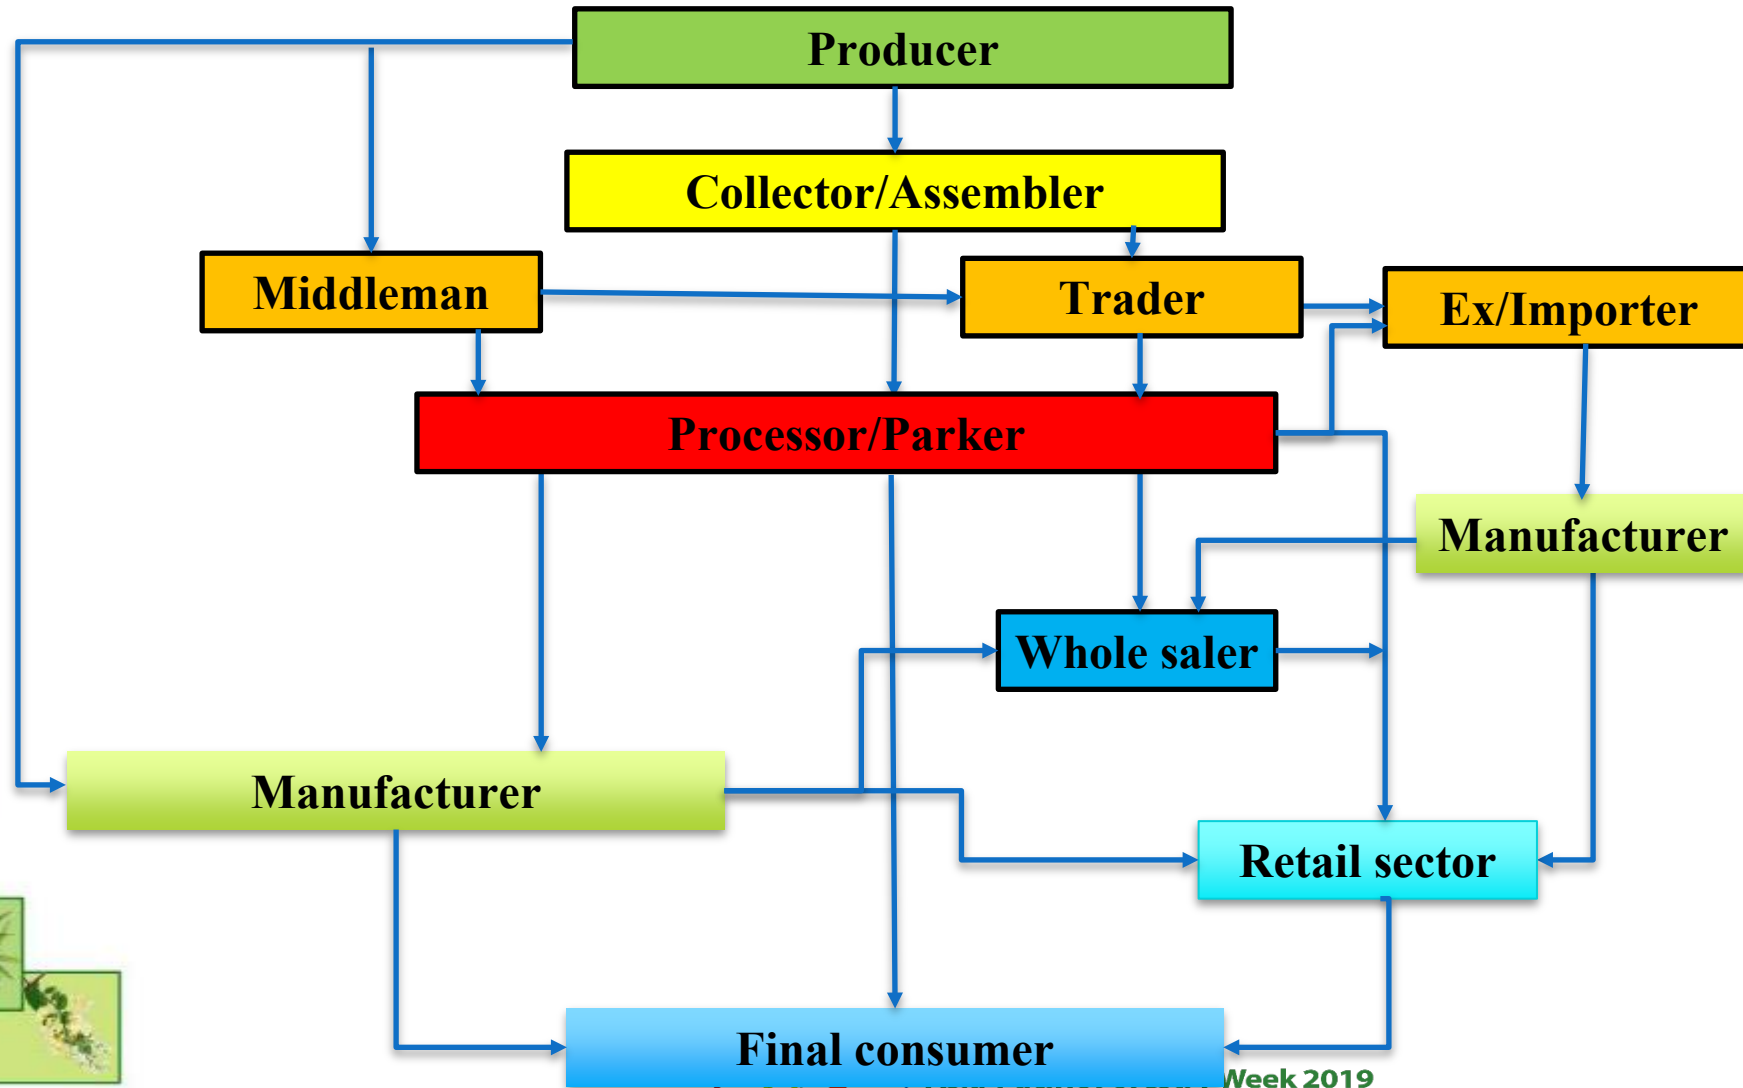 Producer
Collector/Assembler
Middleman
Trader
Ex/Importer
Processor/Parker
Manufacturer
Whole saler
Manufacturer
Retail sector
Final consumer
Week 2019